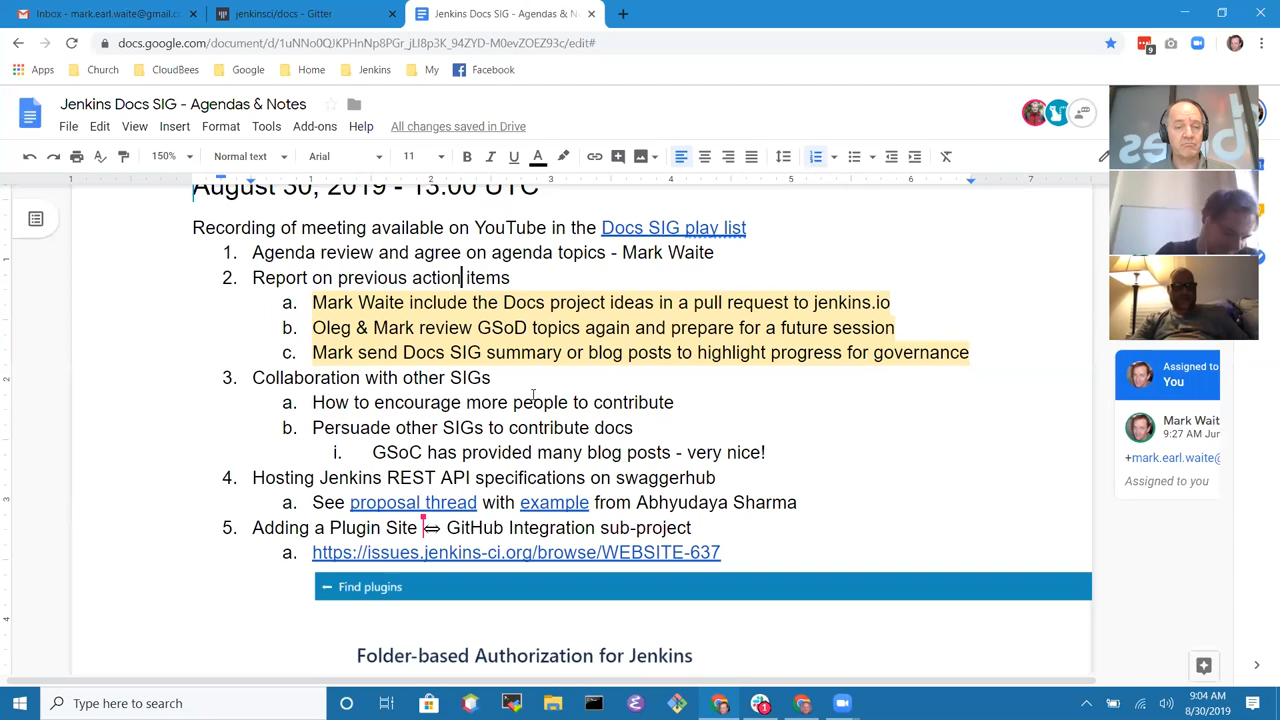 Inbox - mark.earl.waite@gmail.c
jenkinsci/docs - Gitter
Jenkins Docs SIG - Agendas & N
docs.google.com/document/d/1uNNo0QJKPHnNp8PGr_jLI8p3K_94ZYD-M0evZOEZ93c/edit#
9
Apps
Church
CloudBees
Google
Home
Jenkins
My
Facebook
Jenkins Docs SIG - Agendas & Notes
File Edit View Insert Format Tools Add-ons Help
All changes saved in Drive
150%
Normal text
Arial
11
B I U A
1 1 2 3 4 5 6 7
August 30, 2019 - 13:00 UTC
Recording of meeting available on YouTube in the Docs SIG play list
1. Agenda review and agree on agenda topics - Mark Waite
2. Report on previous action items
a. Mark Waite include the Docs project ideas in a pull request to jenkins.io
b. Oleg & Mark review GSoD topics again and prepare for a future session
c. Mark send Docs SIG summary or blog posts to highlight progress for governance
3. Collaboration with other SIGs
a. How to encourage more people to contribute
b. Persuade other SIGs to contribute docs
i. GSoC has provided many blog posts - very nice!
4. Hosting Jenkins REST API specifications on swaggerhub
a. See proposal thread with example from Abhyudaya Sharma
5. Adding a Plugin Site ⇔ GitHub Integration sub-project
a. https://issues.jenkins-ci.org/browse/WEBSITE-637
Find plugins
Folder-based Authorization for Jenkins
Assigned to
You
Mark Wait
9:27 AM Jun
+mark.earl.waite@
Assigned to you
Type here to search
1
9:04 AM
8/30/2019